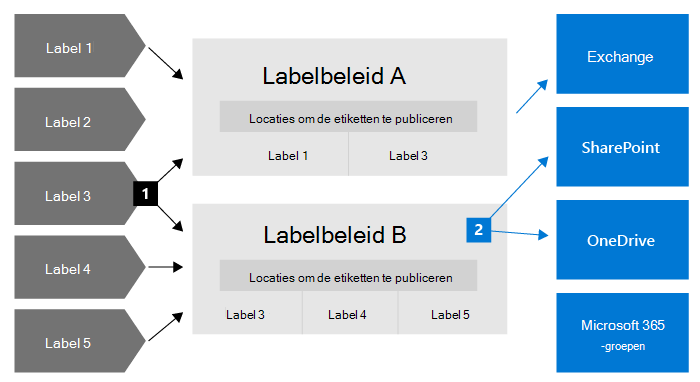 Label 1
Label 2
Label 3
1
Label 4
Label 5
Labelbeleid A
Locaties om de etiketten te publiceren
Label 1
Label 3
Labelbeleid B
2
Locaties om de etiketten te publiceren
Label 3
Label 4
Label 5
Exchange
SharePoint
OneDrive
Microsoft 365
-groepen